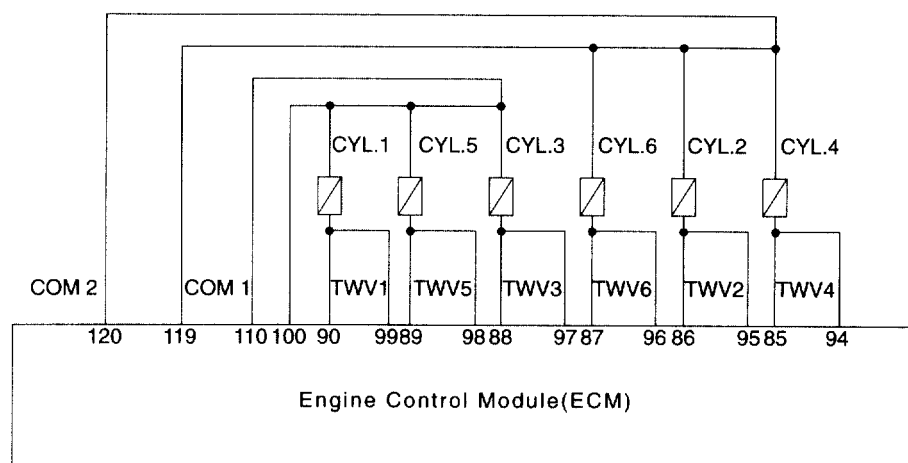 CYL.1 CYL.5 CYL.3 CYL.6 CYL.2 CYL.4
COM 2 COM 1 TWV1 TWV5 TWV3 TWV6 TWV2 TWV4
120 119 110 100 90 99 89 98 88 97 87 96 86 95 85 94
Engine Control Module(ECM)